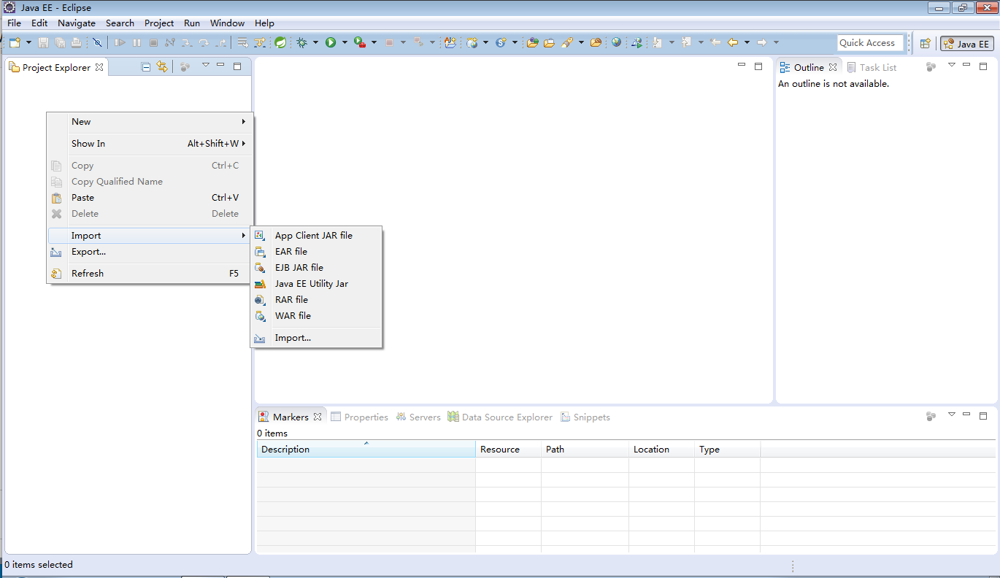 Java EE - Eclipse
File Edit Navigate Search Project Run Window Help
Quick Access
Java EE
Project Explorer
New
Show In Alt+Shift+W
Copy Ctrl+C
Copy Qualified Name
Paste Ctrl+V
Delete Delete
Import
Export...
Refresh F5
App Client JAR file
EAR file
EJB JAR file
Java EE Utility Jar
RAR file
WAR file
Import...
Outline Task List
An outline is not available.
Markers Properties Servers Data Source Explorer Snippets
0 items
Description Resource Path Location Type
0 items selected